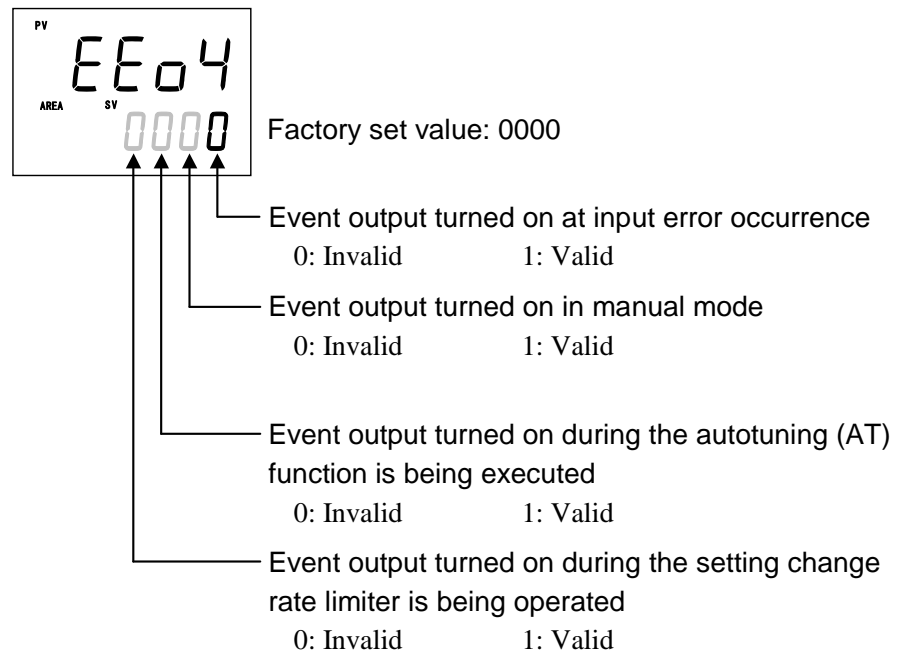 PV
EEo4
AREA SV
0000
Factory set value: 0000
Event output turned on at input error occurrence
0: Invalid 1: Valid
Event output turned on in manual mode
0: Invalid 1: Valid
Event output turned on during the autotuning (AT)
function is being executed
0: Invalid 1: Valid
Event output turned on during the setting change
rate limiter is being operated
0: Invalid 1: Valid